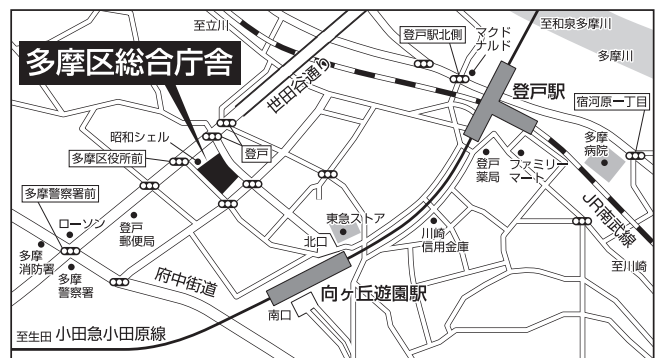 至立川
登戸駅北側
マクド
ナルド
至和泉多摩川
多摩川
多摩区総合庁舎
世田谷通り
登戸駅
宿河原一丁目
昭和シェル
登戸
多摩区役所前
登戸
薬局
ファミリー
マート
多摩
病院
多摩警察署前
ローソン
登戸
郵便局
東急ストア
北口
川崎
信用金庫
JR南武線
多摩
消防署
多摩
警察署
府中街道
至川崎
向ヶ丘遊園駅
南口
至生田 小田急小田原線